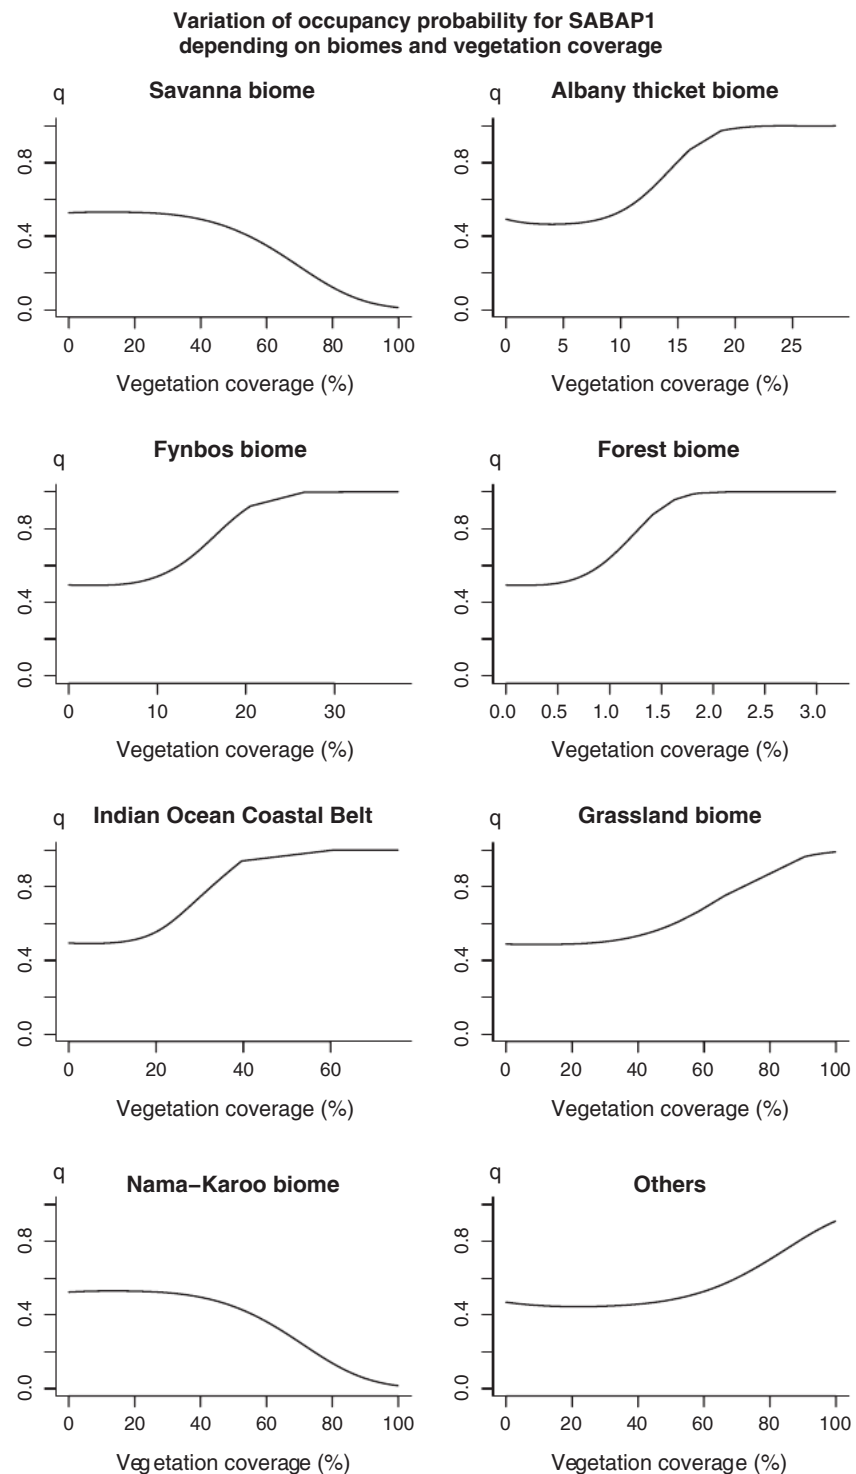 Variation of occupancy probability for SABAP1
depending on biomes and vegetation coverage
q Savanna biome
0.0 0.4 0.8
0 20 40 60 80 100
Vegetation coverage (%)
q Albany thicket biome
0.0 0.4 0.8
0 5 10 15 20 25
Vegetation coverage (%)
q Fynbos biome
0.0 0.4 0.8
0 10 20 30
Vegetation coverage (%)
q Forest biome
0.0 0.4 0.8
0.0 0.5 1.0 1.5 2.0 2.5 3.0
Vegetation coverage (%)
q Indian Ocean Coastal Belt
0.0 0.4 0.8
0 20 40 60
Vegetation coverage (%)
q Grassland biome
0.0 0.4 0.8
0 20 40 60 80 100
Vegetation coverage (%)
q Nama−Karoo biome
0.0 0.4 0.8
0 20 40 60 80 100
Vegetation coverage (%)
q Others
0.0 0.4 0.8
0 20 40 60 80 100
Vegetation coverage (%)